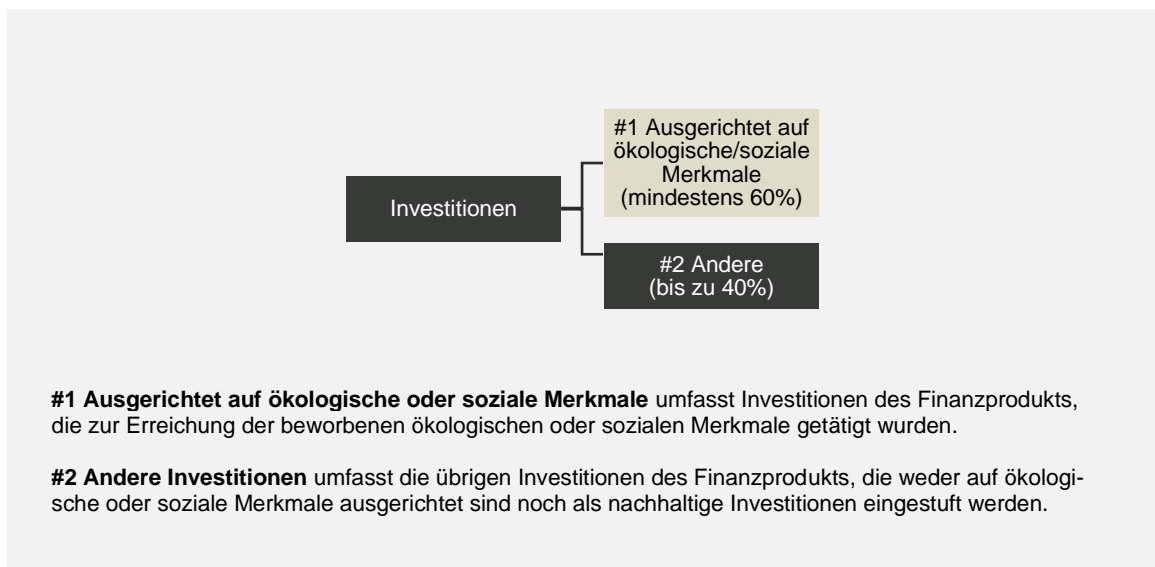 #1 Ausgerichtet auf
ökologische/soziale
Merkmale
(mindestens 60%)
Investitionen
#2 Andere
(bis zu 40%)
#1 Ausgerichtet auf ökologische oder soziale Merkmale umfasst Investitionen des Finanzprodukts,
die zur Erreichung der beworbenen ökologischen oder sozialen Merkmale getätigt wurden.
#2 Andere Investitionen umfasst die übrigen Investitionen des Finanzprodukts, die weder auf ökologi-
sche oder soziale Merkmale ausgerichtet sind noch als nachhaltige Investitionen eingestuft werden.